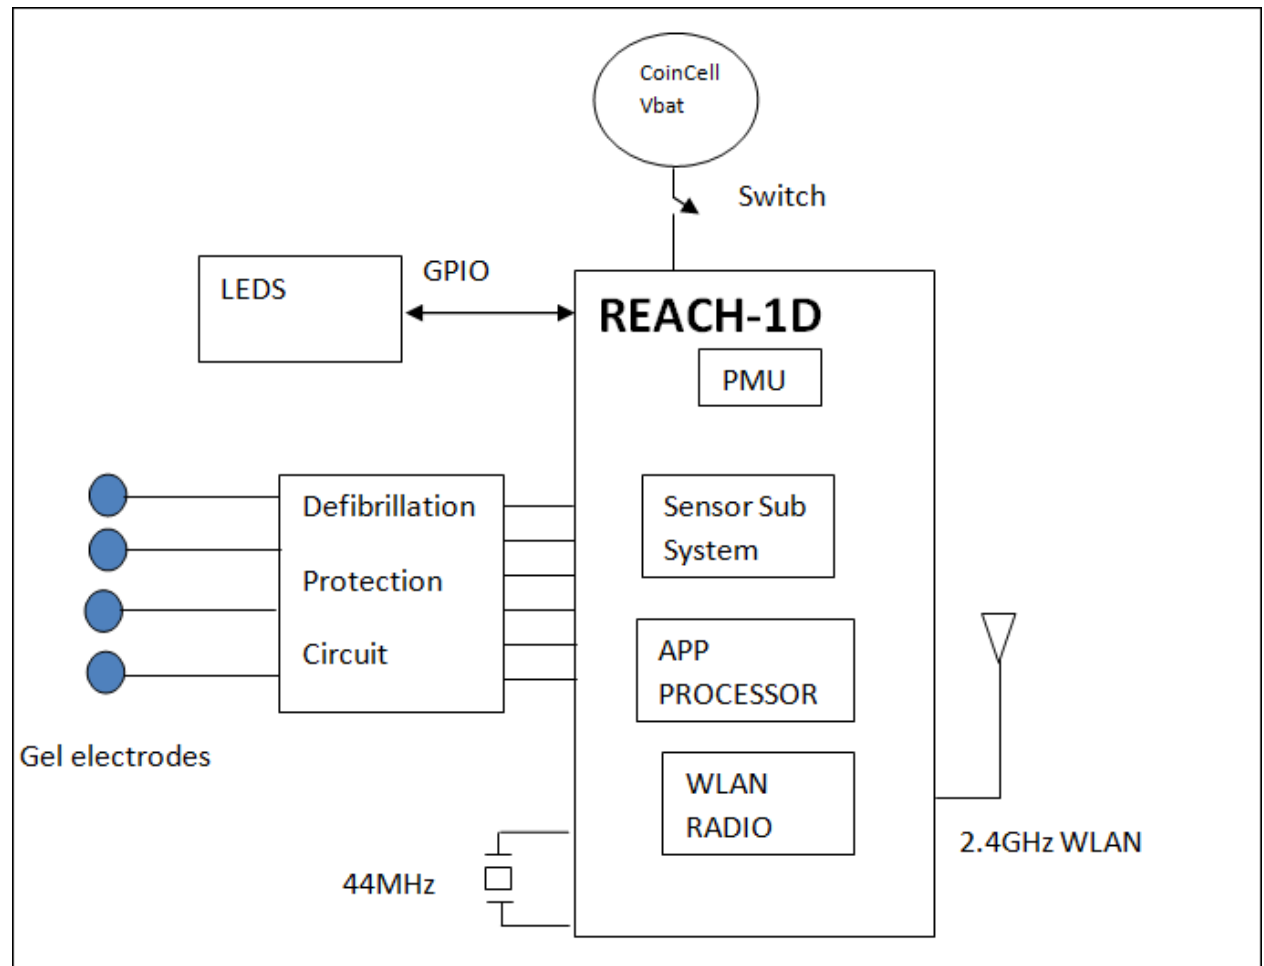 CoinCell
Vbat
Switch
GPIO
LEDS
REACH-1D
PMU
Defibrillation
Protection
Circuit
Sensor Sub
System
APP
PROCESSOR
Gel electrodes
WLAN
RADIO
2.4GHz WLAN
44MHz